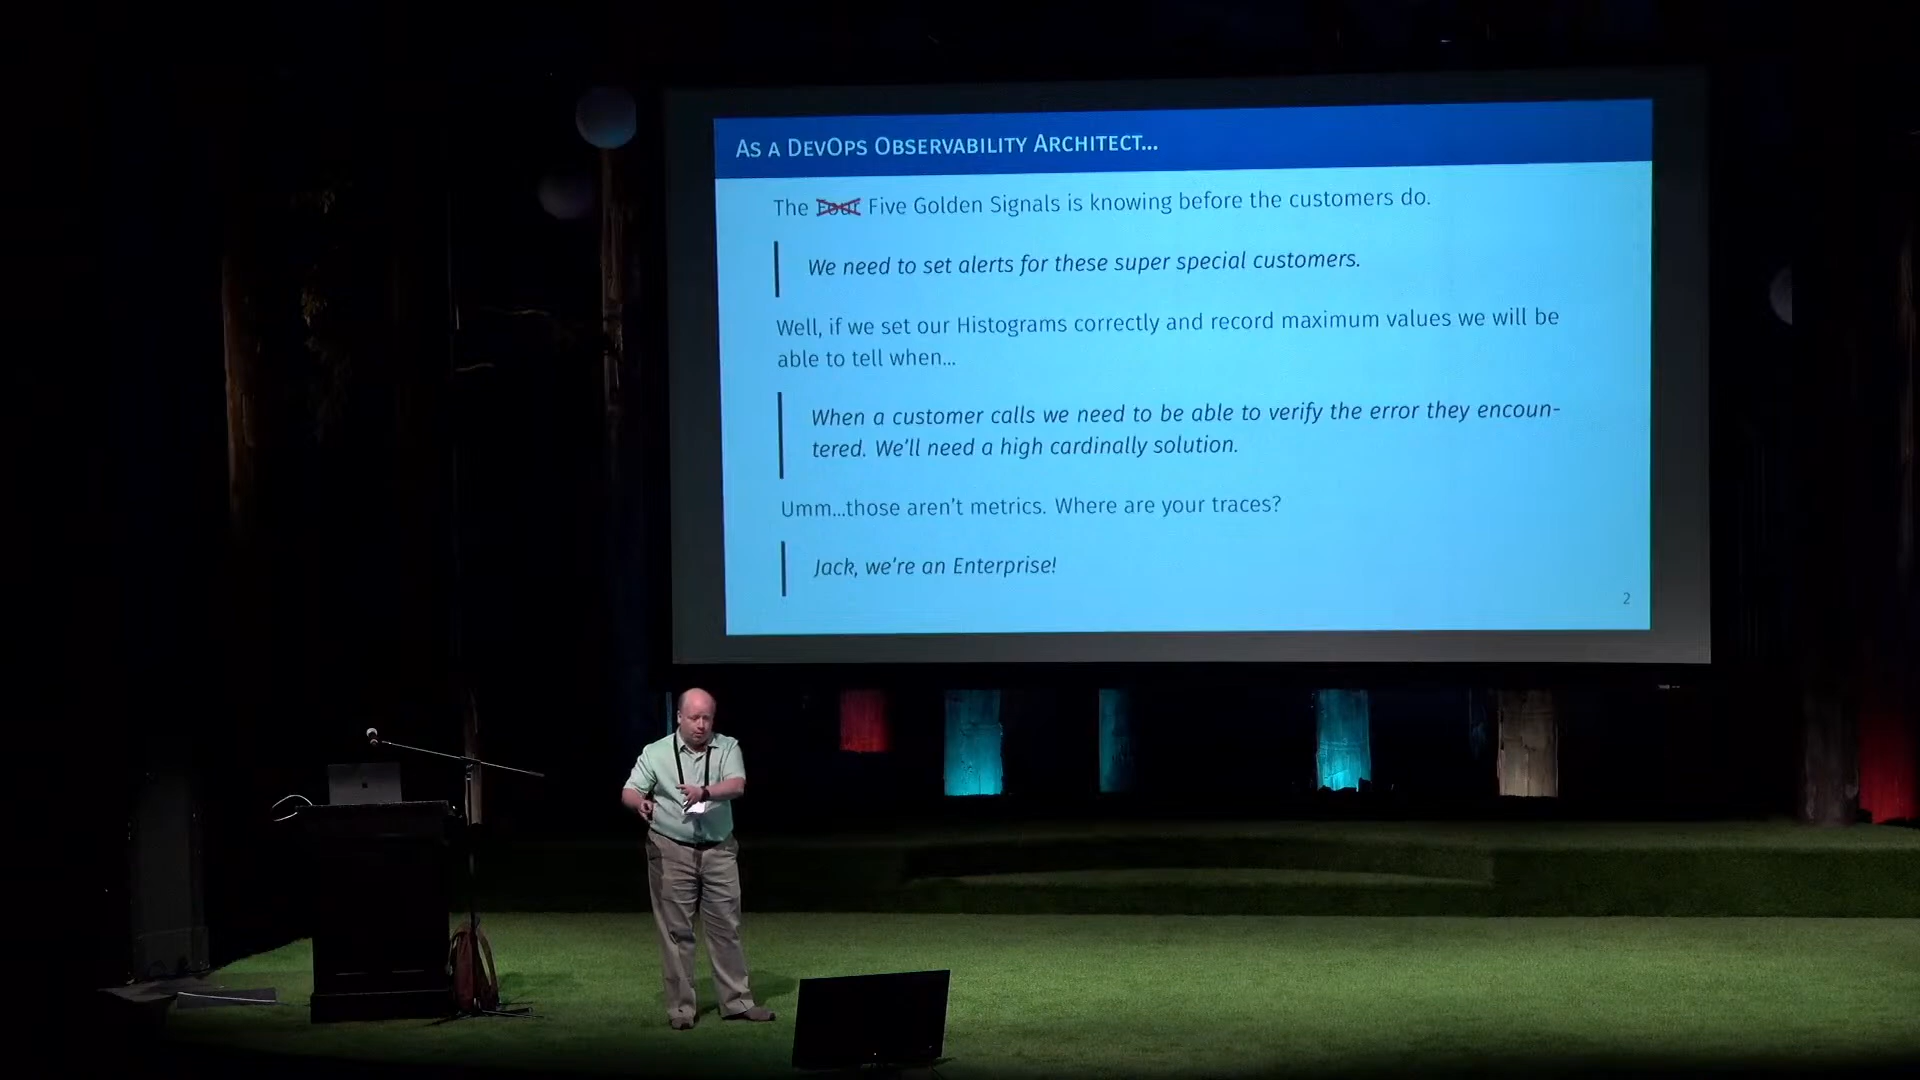 As a DevOps Observability Architect...
The Four Five Golden Signals is knowing before the customers do.
We need to set alerts for these super special customers.
Well, if we set our Histograms correctly and record maximum values we will be
able to tell when...
When a customer calls we need to be able to verify the error they encoun-
tered. We'll need a high cardinally solution.
Umm...those aren't metrics. Where are your traces?
Jack, we're an Enterprise!
2